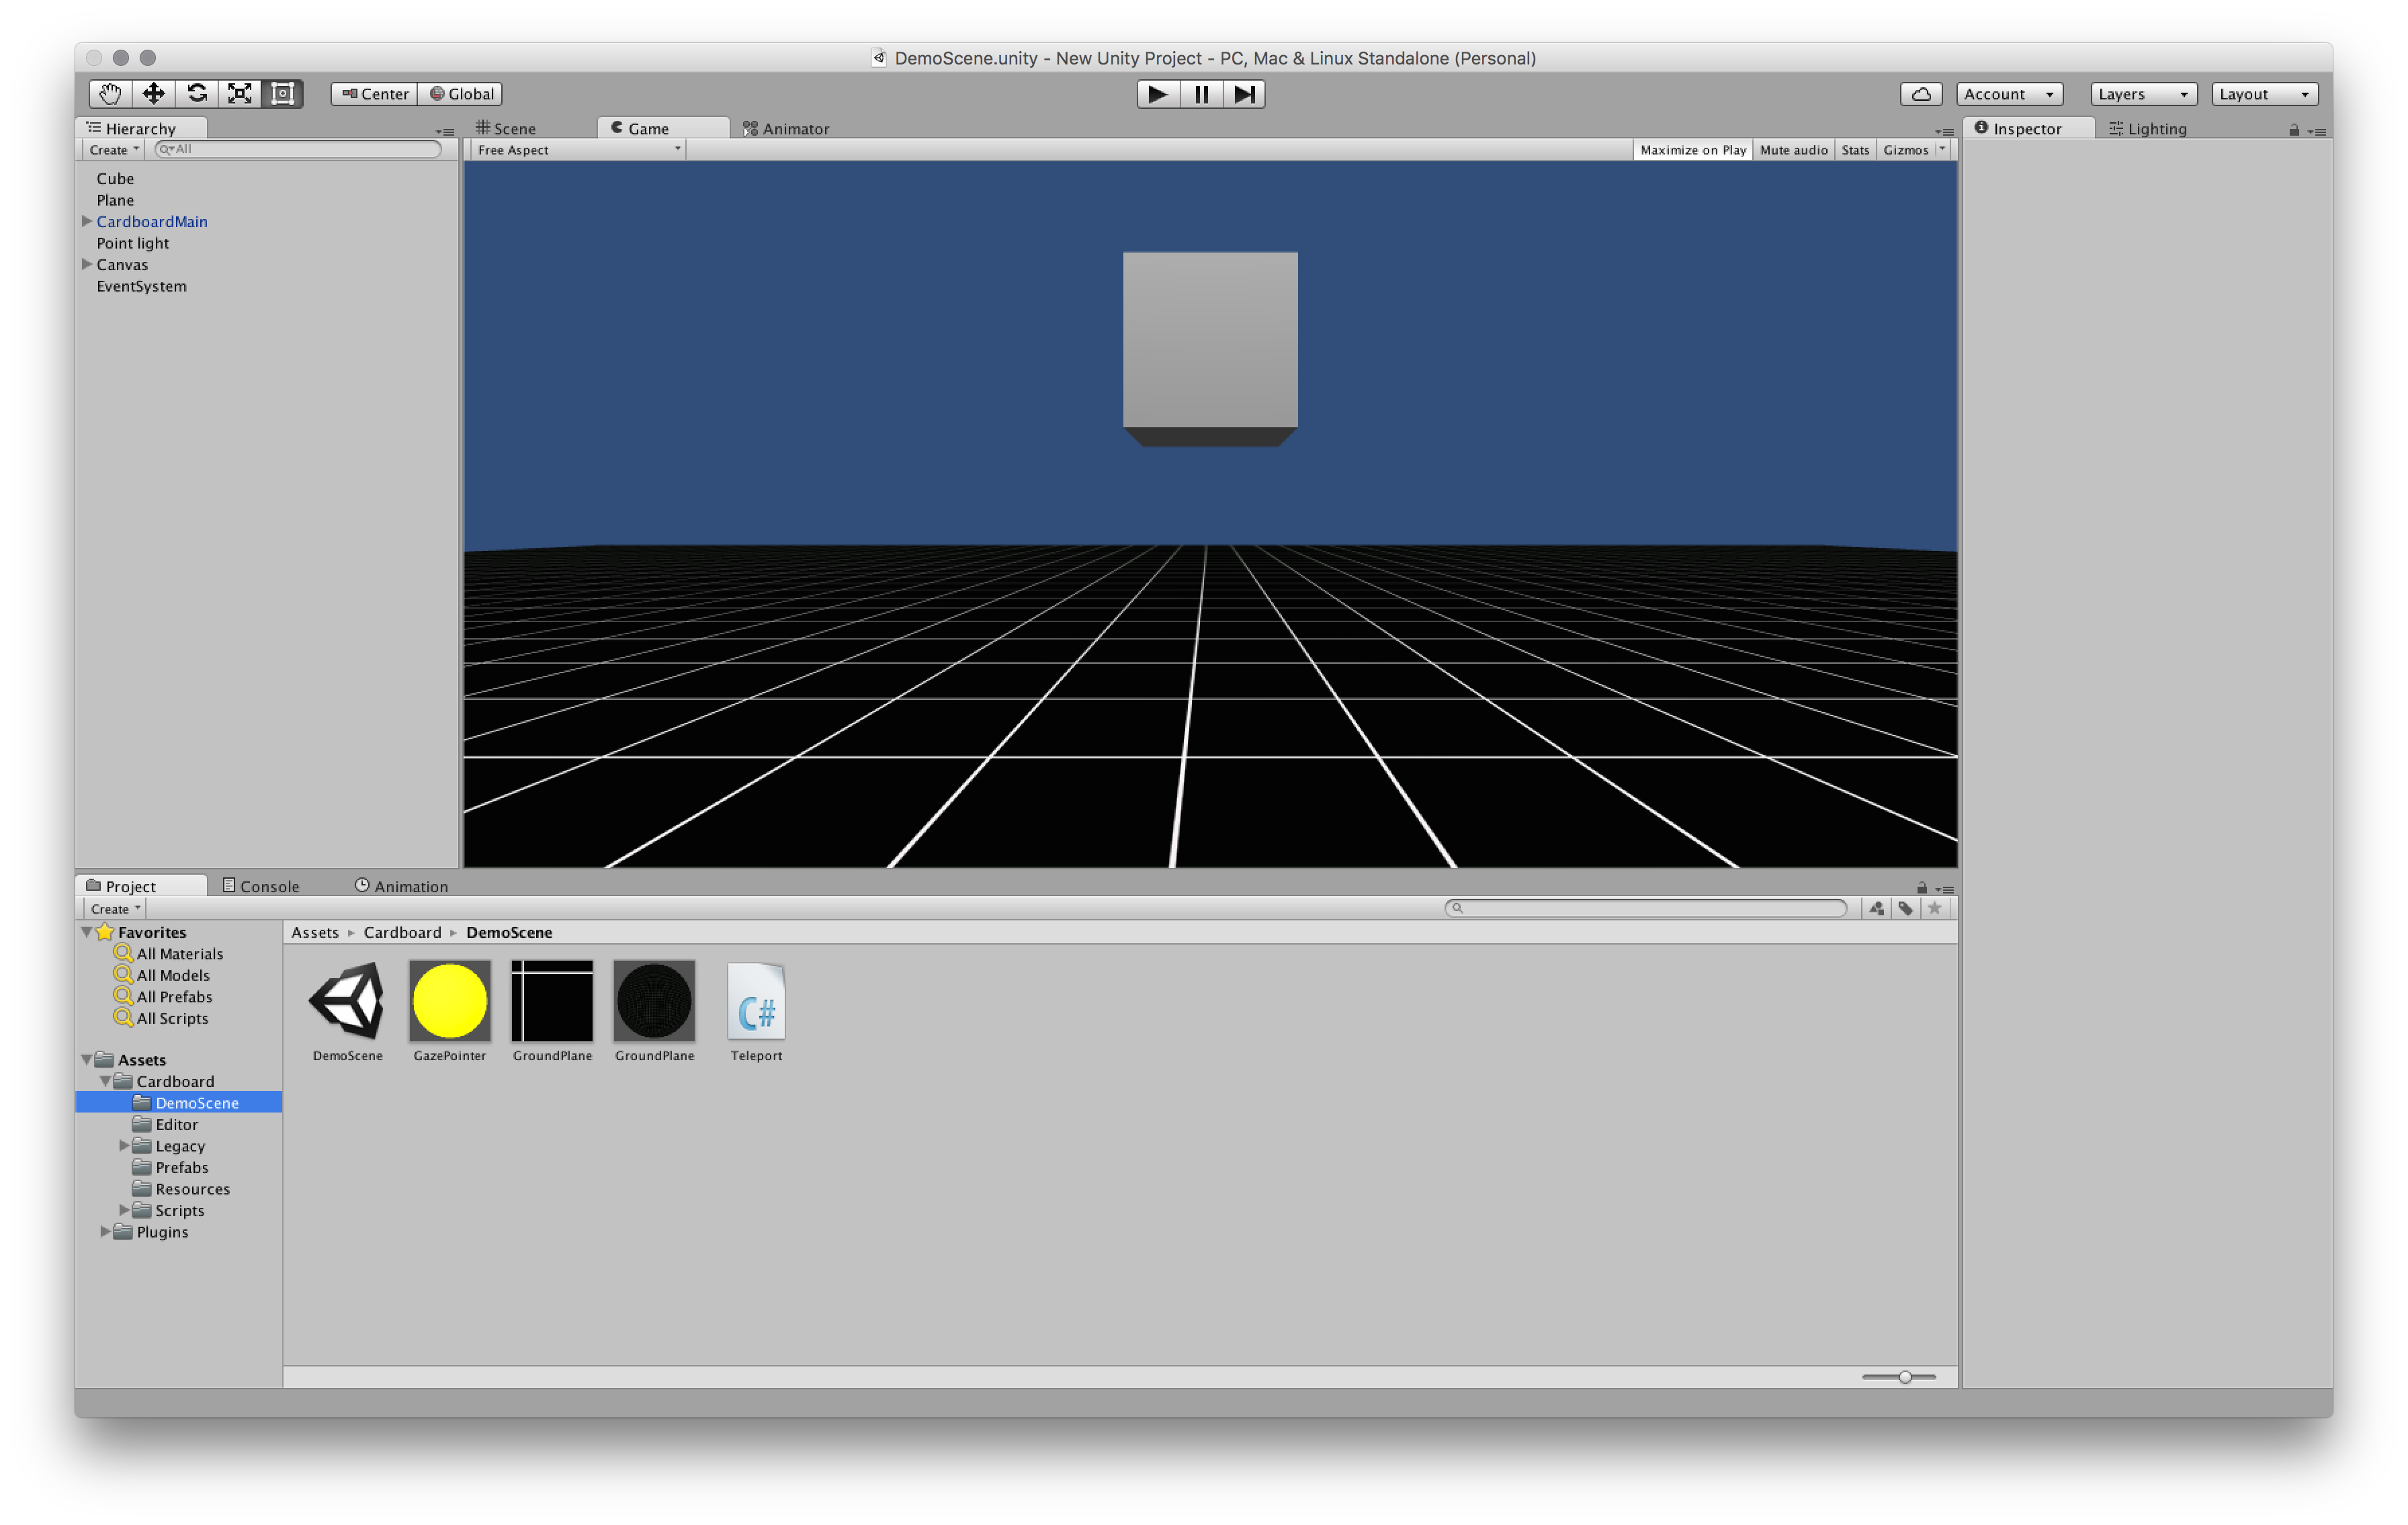 DemoScene.unity - New Unity Project - PC, Mac & Linux Standalone (Personal)
Center Global Account Layers Layout
Hierarchy
Create All
Cube
Plane
CardboardMain
Point light
Canvas
EventSystem
Scene Game Animator
Free Aspect Maximize on Play Mute audio Stats Gizmos
Inspector Lighting
Project Console Animation
Create
Favorites
All Materials
All Models
All Prefabs
All Scripts
Assets
Cardboard
DemoScene
Editor
Legacy
Prefabs
Resources
Scripts
Plugins
Assets Cardboard DemoScene
C#
DemoScene GazePointer GroundPlane GroundPlane Teleport